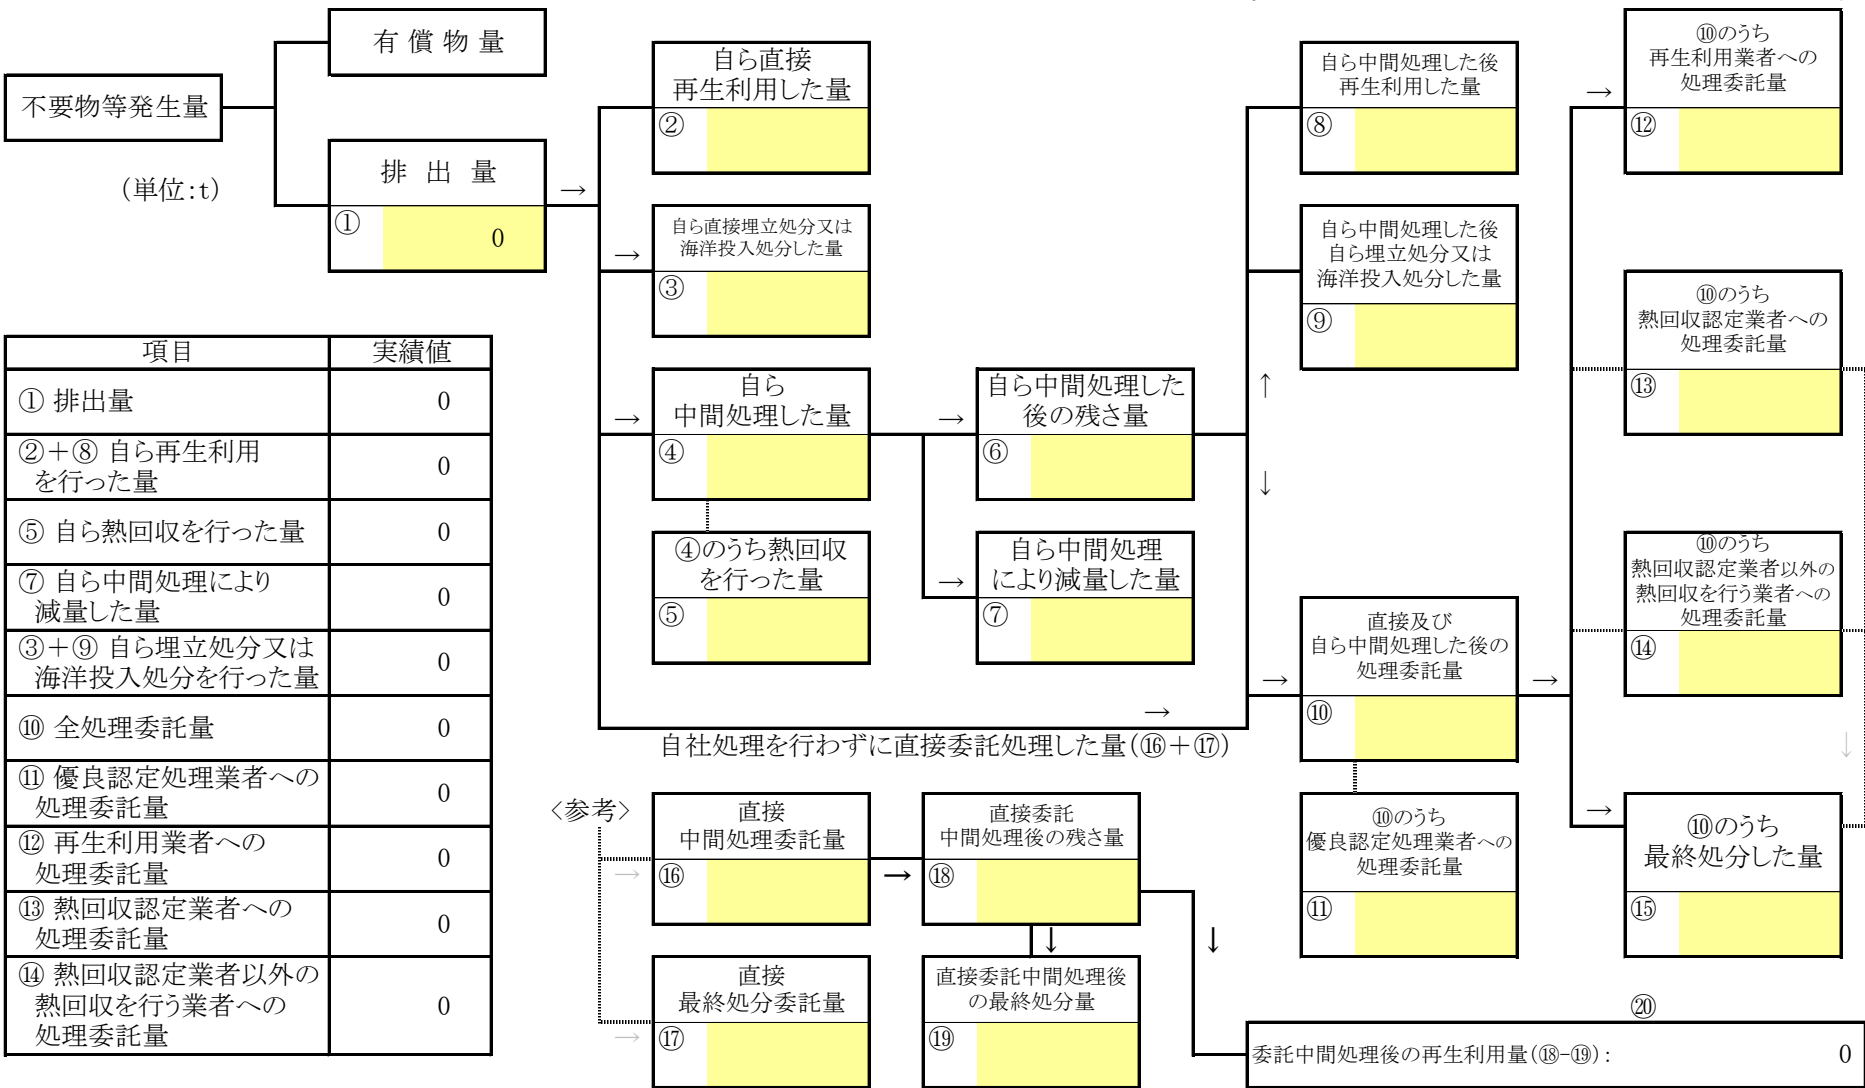 有 償 物 量
不要物等発生量
排 出 量
①
0
(単位:t)
→
自ら直接
再生利用した量
②
→
自ら直接埋立処分又は
海洋投入処分した量
③
→
自ら
中間処理した量
④
→
自ら中間処理した
後の残さ量
⑥
④のうち熱回収
を行った量
⑤
→
自ら中間処理
により減量した量
⑦
↑
↓
自ら中間処理した後
再生利用した量
⑧
自ら中間処理した後
自ら埋立処分又は
海洋投入処分した量
⑨
→
直接及び
自ら中間処理した後の
処理委託量
⑩
→
⑩のうち
優良認定処理業者への
処理委託量
⑪
→
⑩のうち
再生利用業者への
処理委託量
⑫
⑩のうち
熱回収認定業者への
処理委託量
⑬
⑩のうち
熱回収認定業者以外の
熱回収を行う業者への
処理委託量
⑭
↓
→
⑩のうち
最終処分した量
⑮
→
自社処理を行わずに直接委託処理した量(⑯+⑰)
項目 実績値
① 排出量 0
②+⑧ 自ら再生利用
を行った量 0
⑤ 自ら熱回収を行った量 0
⑦ 自ら中間処理により
減量した量 0
③+⑨ 自ら埋立処分又は
海洋投入処分を行った量 0
⑩ 全処理委託量 0
⑪ 優良認定処理業者への
処理委託量 0
⑫ 再生利用業者への
処理委託量 0
⑬ 熱回収認定業者への
処理委託量 0
⑭ 熱回収認定業者以外の
熱回収を行う業者への
処理委託量 0
〈参考〉
→
直接
中間処理委託量
⑯
→
直接委託
中間処理後の残さ量
⑱
↓
↓
→
直接
最終処分委託量
⑰
直接委託中間処理後
の最終処分量
⑲
⑳
委託中間処理後の再生利用量(⑱-⑲): 0